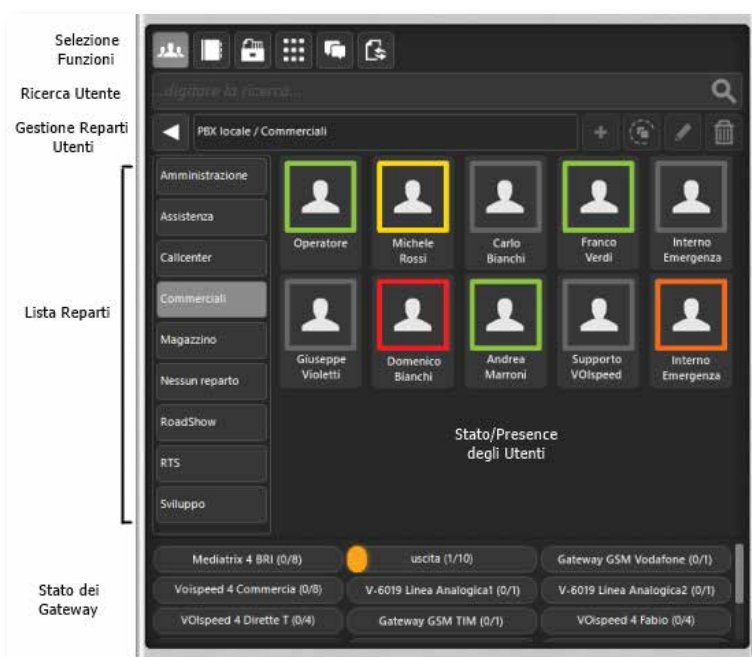 Selezione
Funzioni
Ricerca Utente
...digitare la ricerca...
Gestione Reparti
Utenti
PBX locale / Commerciali
Lista Reparti
Amministrazione
Assistenza
Callcenter
Commerciali
Magazzino
Nessun reparto
RoadShow
RTS
Sviluppo
Operatore
Michele
Rossi
Carlo
Bianchi
Franco
Verdi
Interno
Emergenza
Giuseppe
Violetti
Domenico
Bianchi
Andrea
Marroni
Supporto
VOIspeed
Interno
Emergenza
Stato/Presence
degli Utenti
Stato dei
Gateway
Mediatrix 4 BRI (0/8)
uscita (1/10)
Gateway GSM Vodafone (0/1)
Voispeed 4 Commercia (0/8)
V-6019 Linea Analogica1 (0/1)
V-6019 Linea Analogica2 (0/1)
VOIspeed 4 Dirette T (0/4)
Gateway GSM TIM (0/1)
VOIspeed 4 Fabio (0/4)